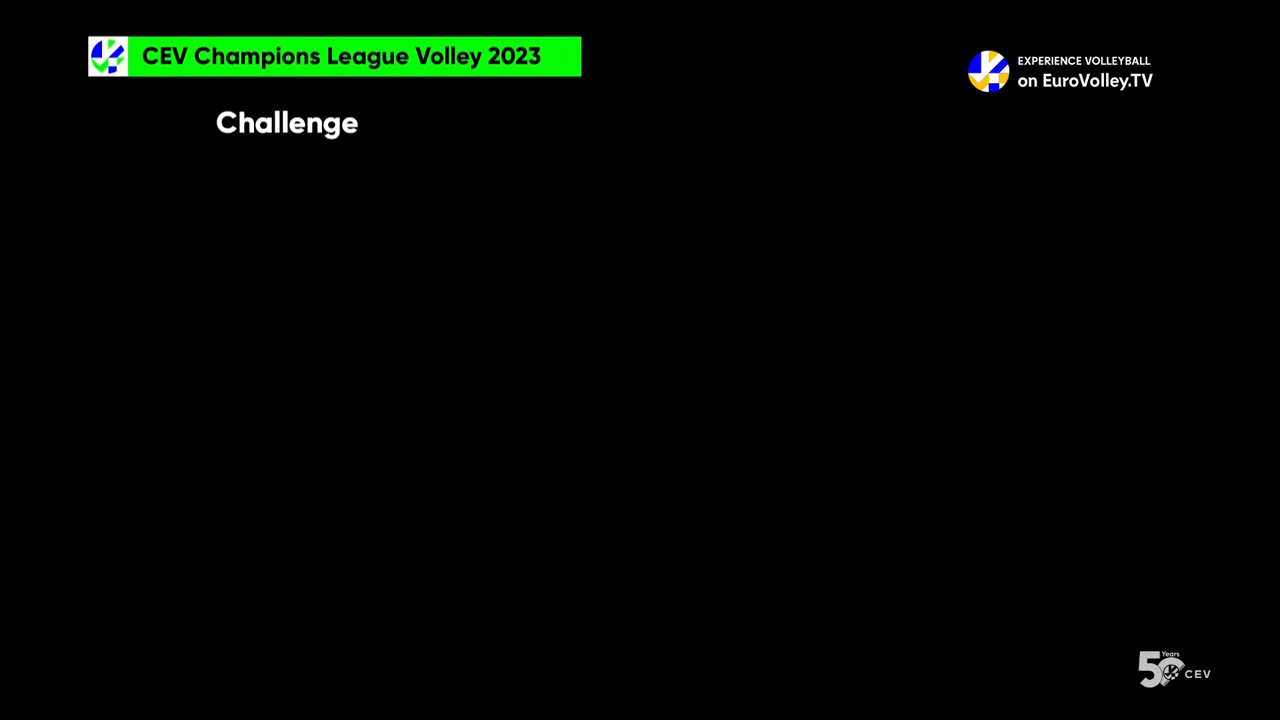 CEV Champions League Volley 2023
EXPERIENCE VOLLEYBALL
on EuroVolley.TV
Challenge
50 Years
CEV